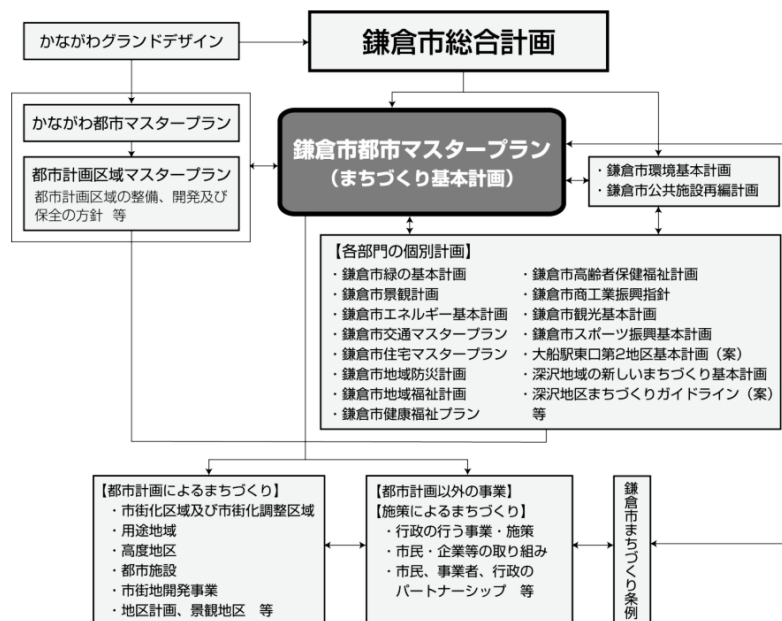 かながわグランドデザイン
鎌倉市総合計画
かながわ都市マスタープラン
都市計画区域マスタープラン
都市計画区域の整備、開発及び
保全の方針 等
鎌倉市都市マスタープラン
（まちづくり基本計画）
・鎌倉市環境基本計画
・鎌倉市公共施設再編計画
【各部門の個別計画】
・鎌倉市緑の基本計画
・鎌倉市景観計画
・鎌倉市エネルギー基本計画
・鎌倉市交通マスタープラン
・鎌倉市住宅マスタープラン
・鎌倉市地域防災計画
・鎌倉市地域福祉計画
・鎌倉市健康福祉プラン
・鎌倉市高齢者保健福祉計画
・鎌倉市商工業振興指針
・鎌倉市観光基本計画
・鎌倉市スポーツ振興基本計画
・大船駅東口第2地区基本計画（案）
・深沢地域の新しいまちづくり基本計画
・深沢地区まちづくりガイドライン（案）
等
【都市計画によるまちづくり】
・市街化区域及び市街化調整区域
・用途地域
・高度地区
・都市施設
・市街地開発事業
・地区計画、景観地区 等
【都市計画以外の事業】
【施策によるまちづくり】
・行政の行う事業・施策
・市民・企業等の取り組み
・市民、事業者、行政の
パートナーシップ 等
鎌倉市まちづくり条例